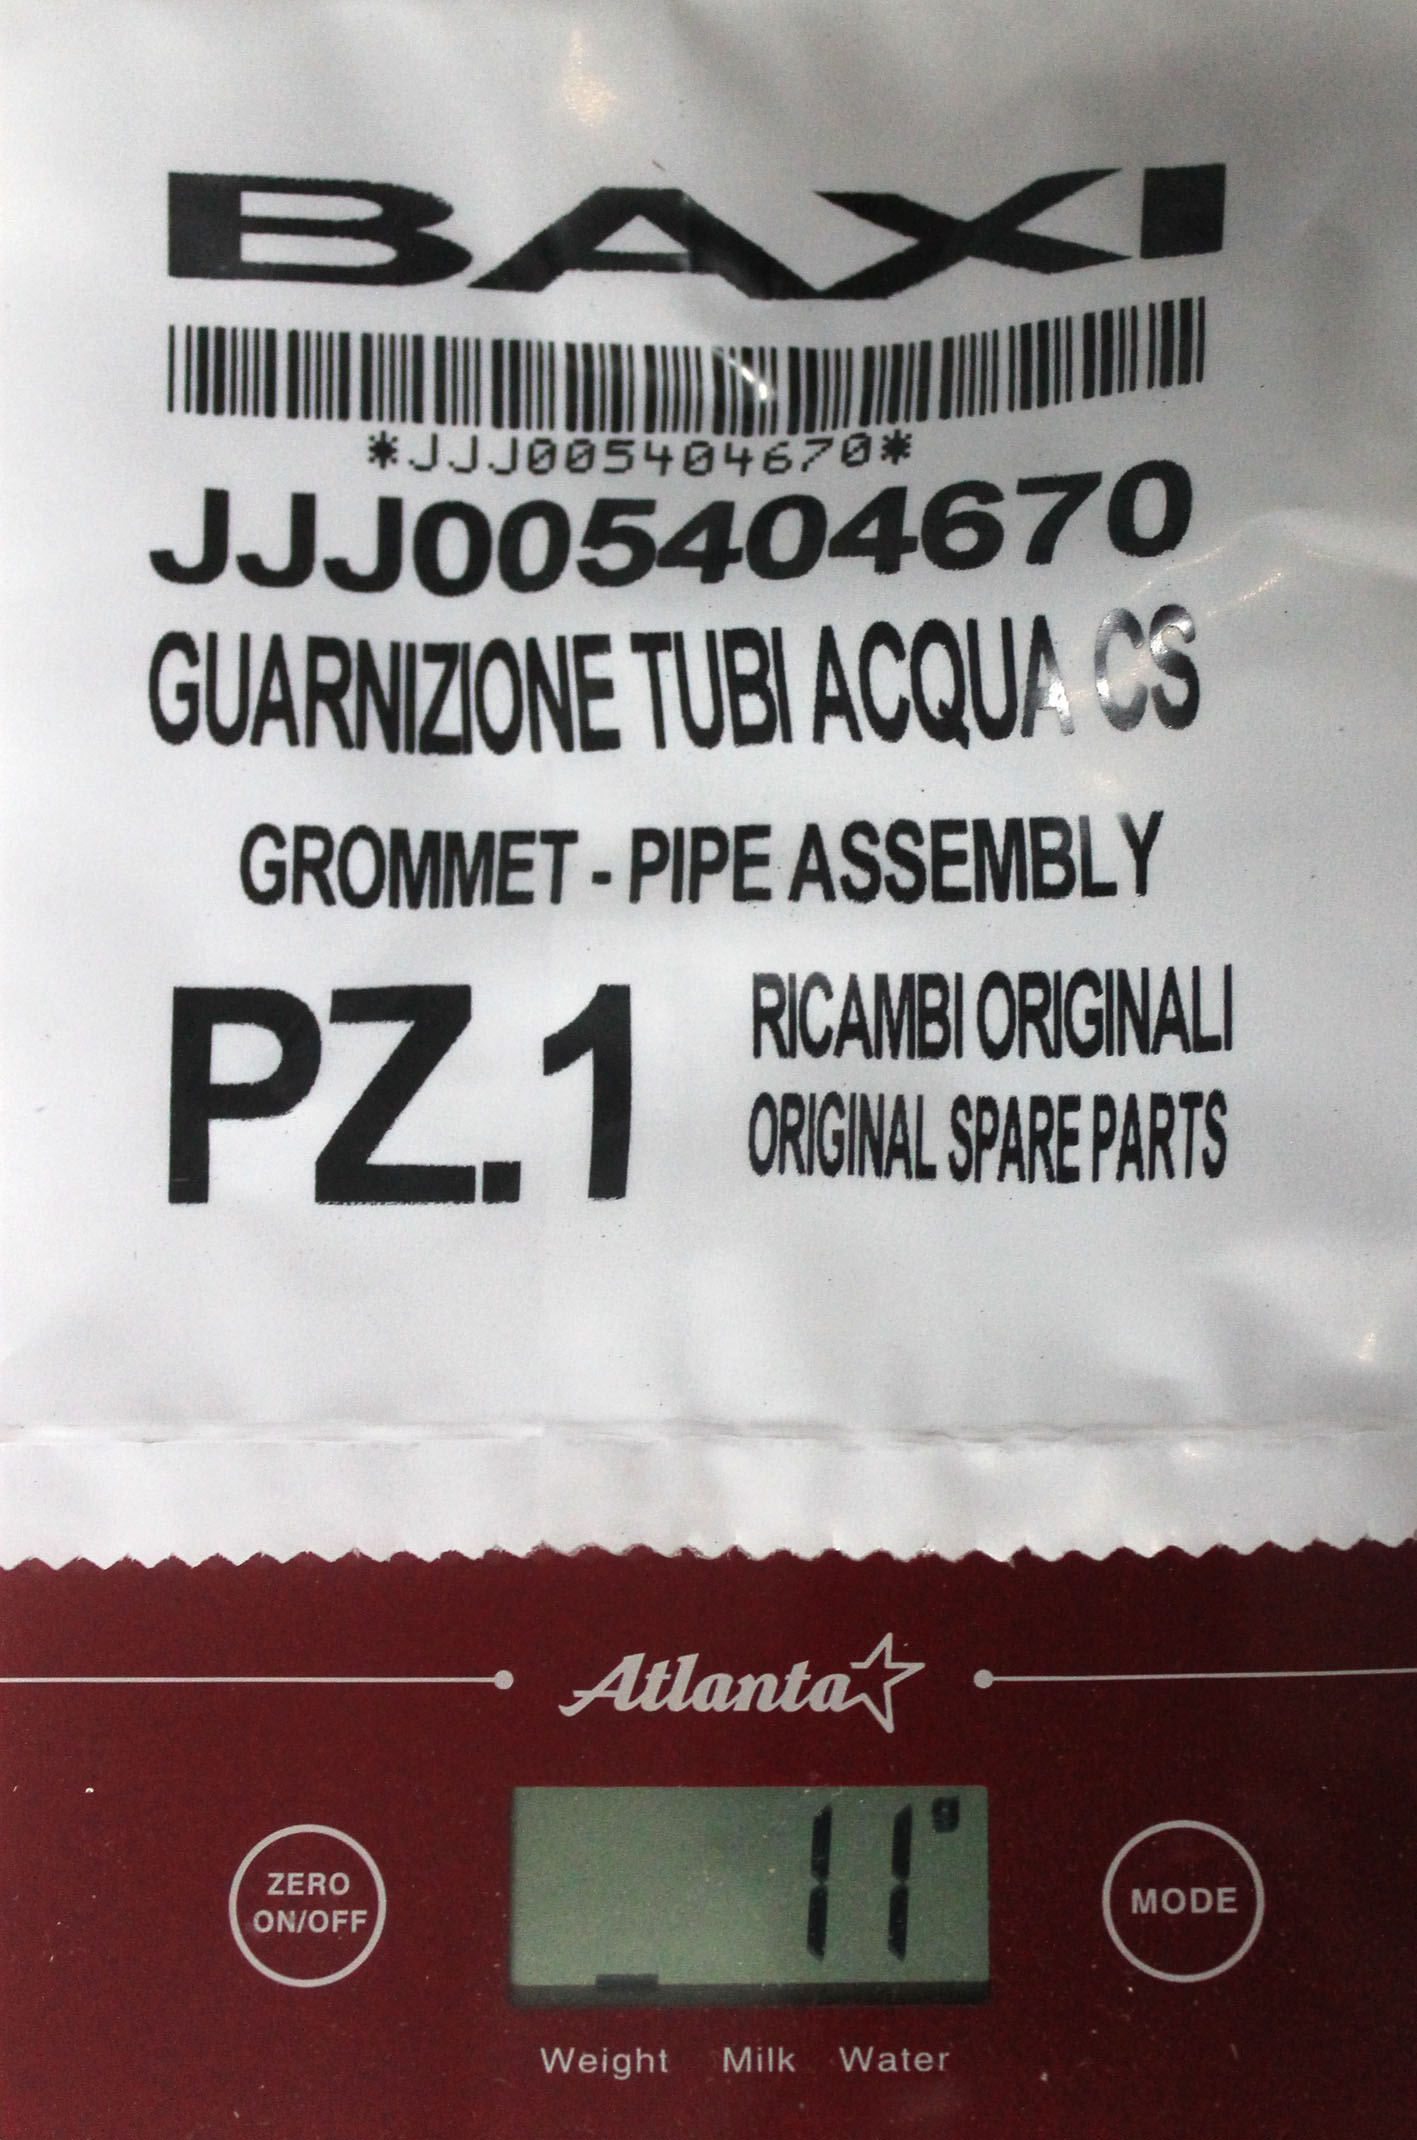 BAXI
*JJJ005404670*
JJJ005404670
GUARNIZIONE TUBI ACQUA CS
GROMMET - PIPE ASSEMBLY
PZ.1
RICAMBI ORIGINALI
ORIGINAL SPARE PARTS
Atlanta
ZERO
ON/OFF
11 g
MODE
Weight Milk Water